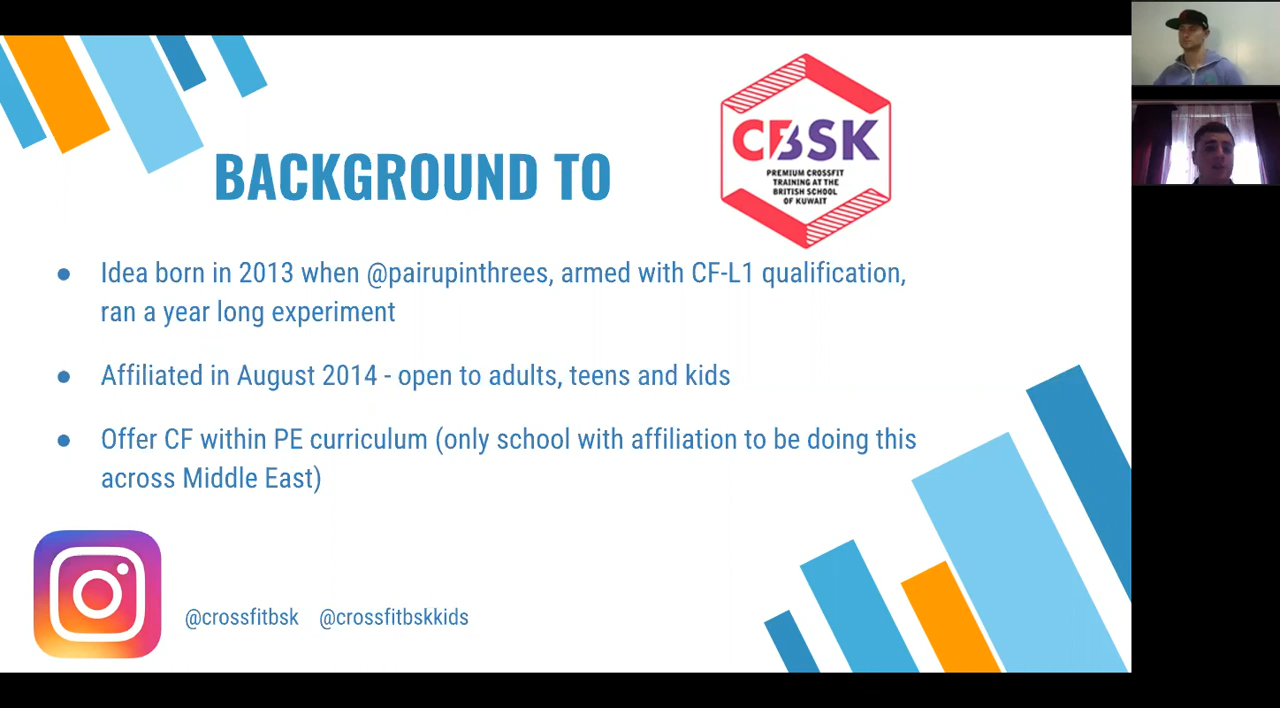 BACKGROUND TO
CBSK
PREMIUM CROSSFIT
TRAINING AT THE
BRITISH SCHOOL
OF KUWAIT
● Idea born in 2013 when @pairupinthrees, armed with CF-L1 qualification,
ran a year long experiment
● Affiliated in August 2014 - open to adults, teens and kids
● Offer CF within PE curriculum (only school with affiliation to be doing this
across Middle East)
@crossfitbsk @crossfitbskkids